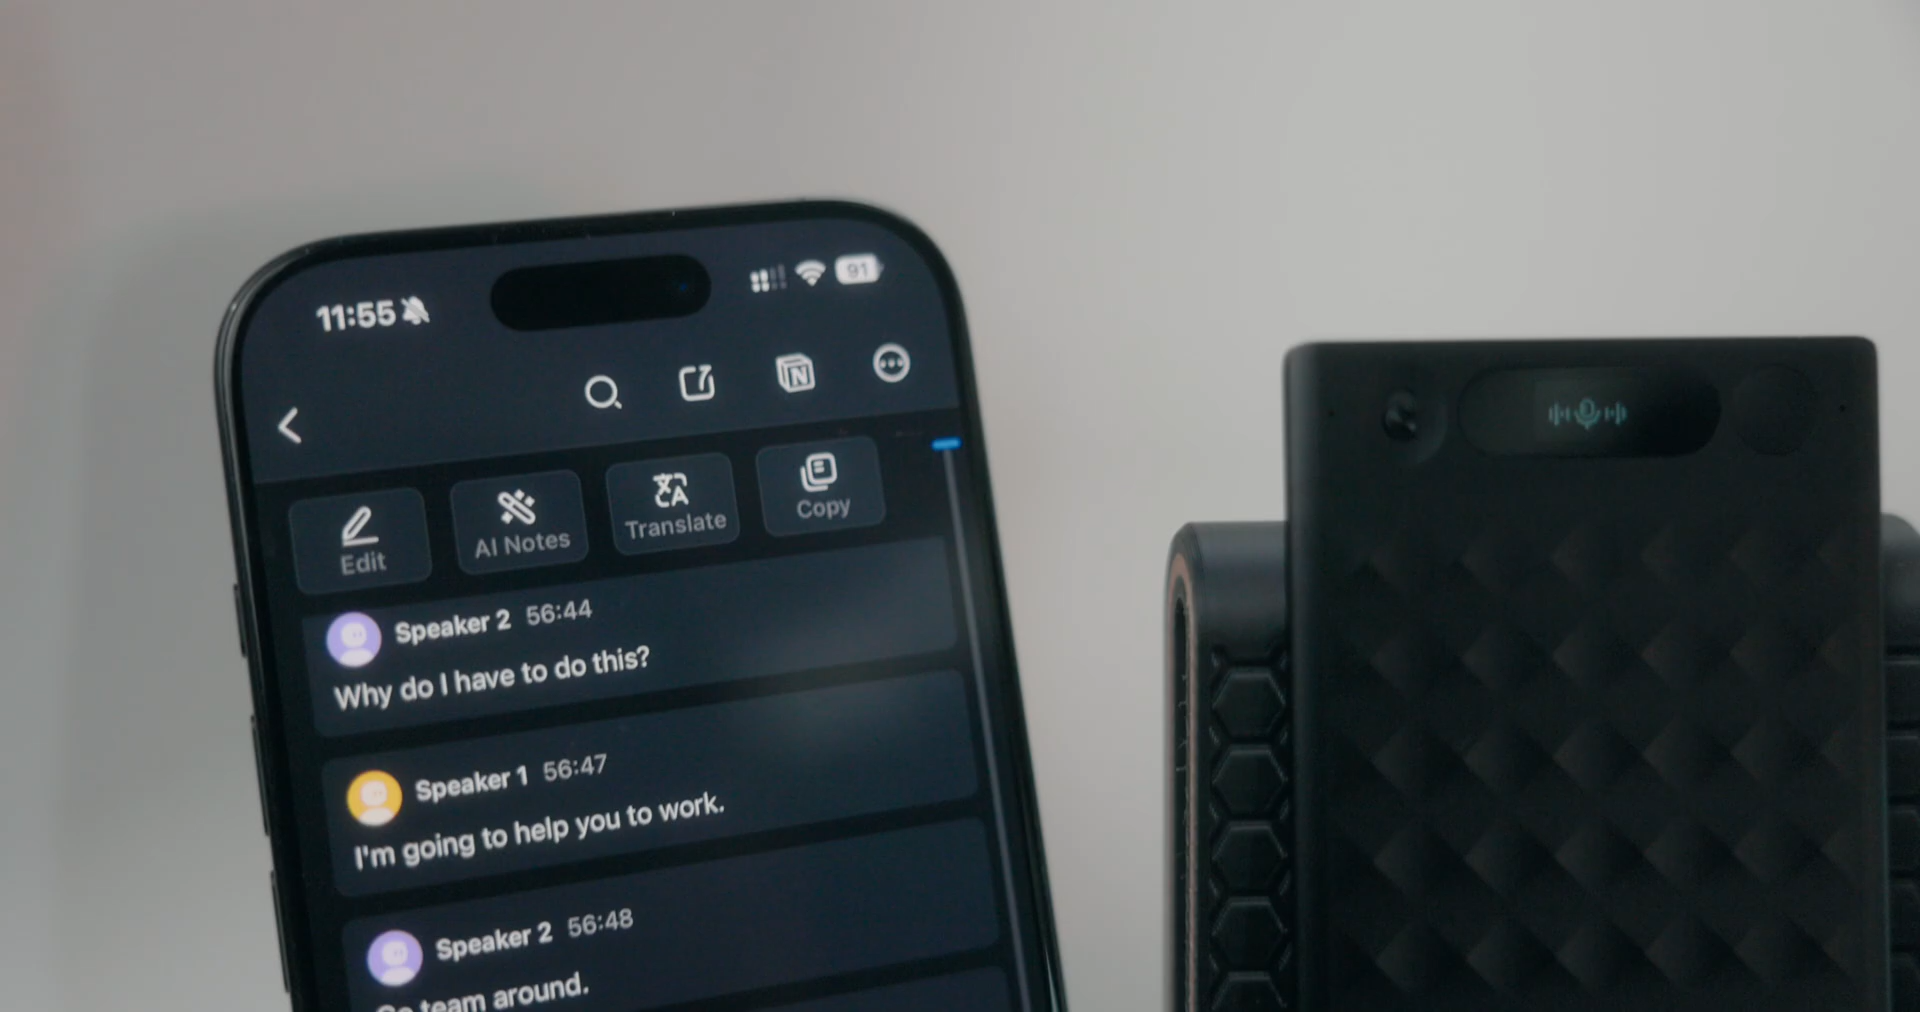 11:55
91
N
Edit
AI Notes
Translate
Copy
Speaker 2 56:44
Why do I have to do this?
Speaker 1 56:47
I'm going to help you to work.
Speaker 2 56:48
team around.